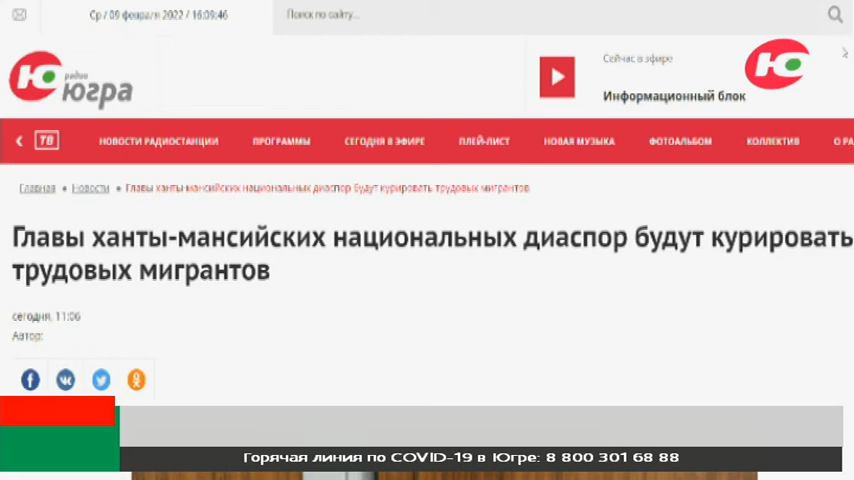 Ср / 09 февраля 2022 / 16:09:46
Поиск по сайту...
Ю
радио
югра
Сейчас в эфире
Информационный блок
Ю
ТВ
НОВОСТИ РАДИОСТАНЦИИ
ПРОГРАММЫ
СЕГОДНЯ В ЭФИРЕ
ПЛЕЙ-ЛИСТ
НОВАЯ МУЗЫКА
ФОТОАЛЬБОМ
КОЛЛЕКТИВ
О РА
Главная • Новости • Главы ханты-мансийских национальных диаспор будут курировать трудовых мигрантов
Главы ханты-мансийских национальных диаспор будут курировать
трудовых мигрантов
сегодня, 11:06
Автор:
Горячая линия по COVID-19 в Югре: 8 800 301 68 88